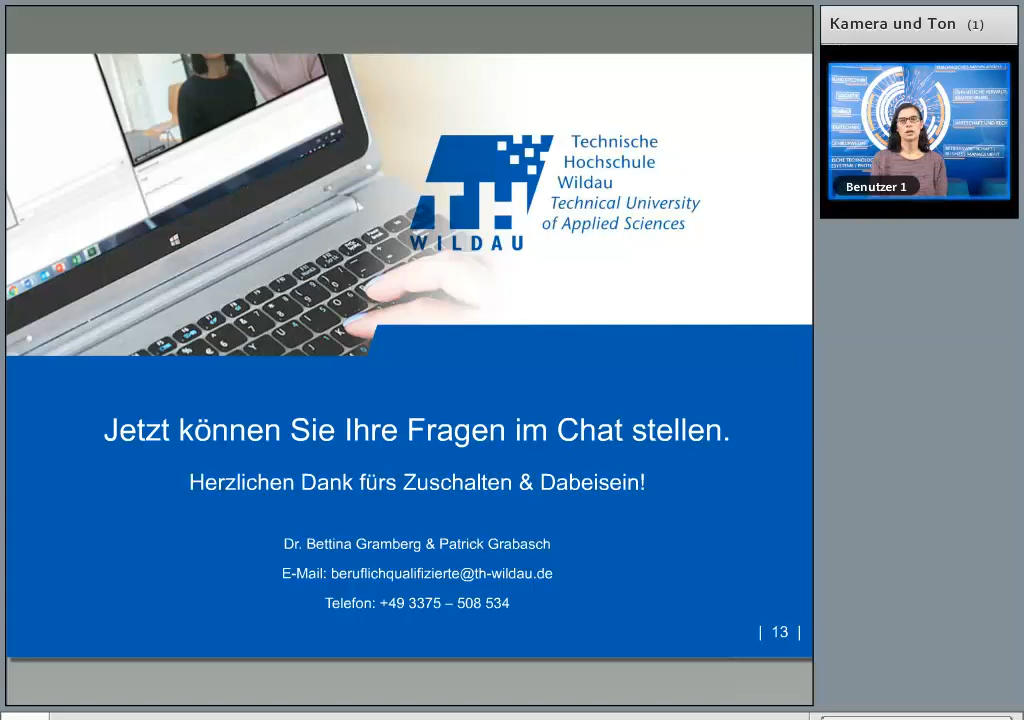 Kamera und Ton (1)
Benutzer 1
Technische
Hochschule
Wildau
Technical University
of Applied Sciences
TH
WILDAU
Jetzt können Sie Ihre Fragen im Chat stellen.
Herzlichen Dank fürs Zuschalten & Dabeisein!
Dr. Bettina Gramberg & Patrick Grabasch
E-Mail: beruflichqualifizierte@th-wildau.de
Telefon: +49 3375 – 508 534
| 13 |